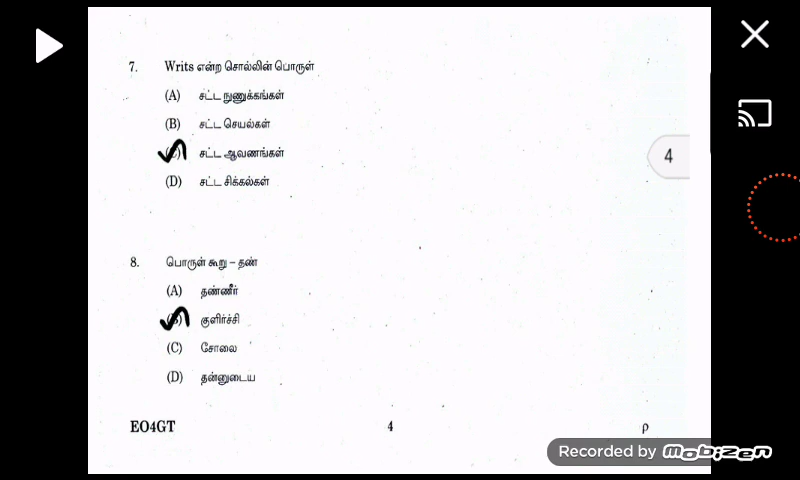 7. Writs என்ற சொல்லின் பொருள்
(A) சட்ட நுணுக்கங்கள்
(B) சட்ட செயல்கள்
சட்ட ஆவணங்கள்
(D) சட்ட சிக்கல்கள்
4
8. பொருள் கூறு – தண்
(A) தண்ணீர்
குளிர்ச்சி
(C) சோலை
(D) தன்னுடைய
EO4GT 4 ρ
Recorded by mobizen